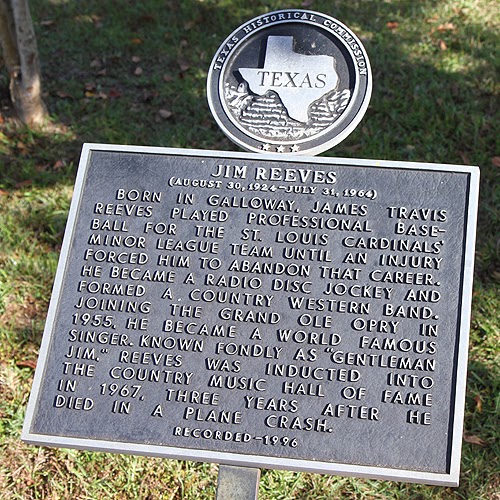 TEXAS HISTORICAL COMMISSION
TEXAS
JIM REEVES
(AUGUST 30, 1924–JULY 31, 1964)
BORN IN GALLOWAY, JAMES TRAVIS
REEVES PLAYED PROFESSIONAL BASE-
BALL FOR THE ST. LOUIS CARDINALS'
MINOR LEAGUE TEAM UNTIL AN INJURY
FORCED HIM TO ABANDON THAT CAREER.
HE BECAME A RADIO DISC JOCKEY AND
FORMED A COUNTRY WESTERN BAND.
JOINING THE GRAND OLE OPRY IN
1955, HE BECAME A WORLD FAMOUS
SINGER. KNOWN FONDLY AS "GENTLEMAN
JIM," REEVES WAS INDUCTED INTO
THE COUNTRY MUSIC HALL OF FAME
IN 1967, THREE YEARS AFTER HE
DIED IN A PLANE CRASH.
RECORDED–1996